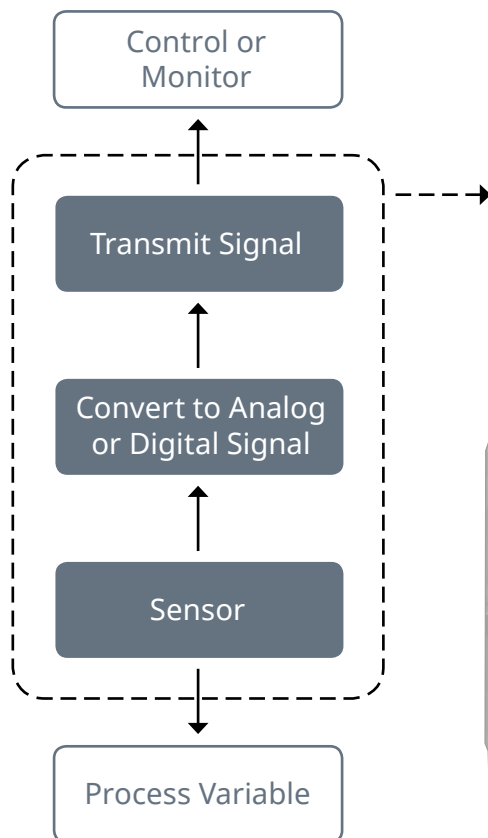 Control or
Monitor
Transmit Signal
Convert to Analog
or Digital Signal
Sensor
Process Variable